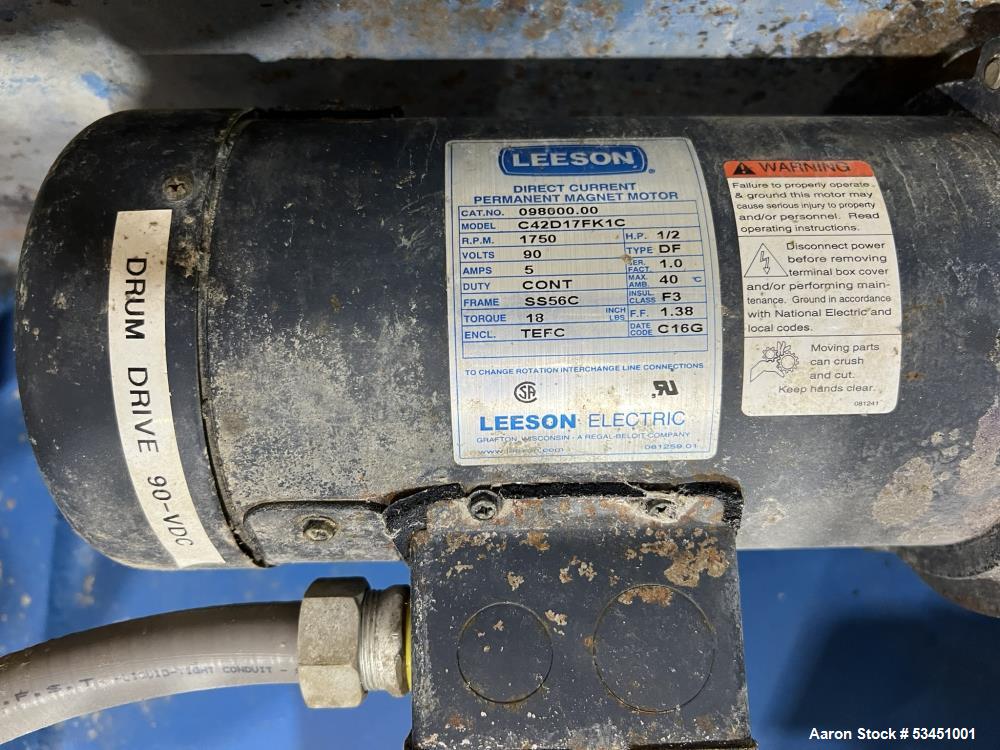 LEESON
DIRECT CURRENT
PERMANENT MAGNET MOTOR
CAT.NO. 098000.00
MODEL C42D17FK1C
R.P.M. 1750 H.P. 1/2
VOLTS 90 TYPE DF
AMPS 5 SER. FACT. 1.0
DUTY CONT MAX. AMB. 40 °C
FRAME SS56C INSUL. CLASS F3
TORQUE 18 INCH LBS F.F. 1.38
ENCL. TEFC DATE CODE C16G
TO CHANGE ROTATION INTERCHANGE LINE CONNECTIONS
LEESON ELECTRIC
GRAFTON, WISCONSIN - A REGAL-BELOIT COMPANY
www.leeson.com 081259.01
WARNING
Failure to properly operate
& ground this motor may
cause serious injury to property
and/or personnel. Read
operating instructions.
Disconnect power
before removing
terminal box cover
and/or performing main-
tenance. Ground in accordance
with National Electric and
local codes.
Moving parts
can crush
and cut.
Keep hands clear.
081241
DRUM DRIVE 90-VDC
LIQUID-TIGHT CONDUIT -
Aaron Stock # 53451001